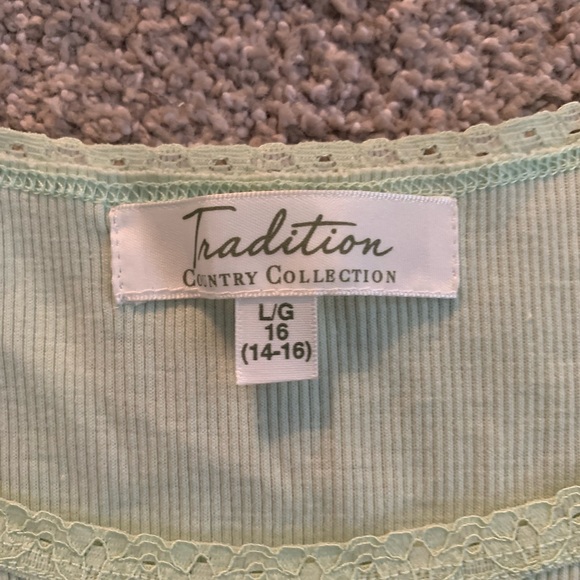 Tradition
COUNTRY COLLECTION
L/G
16
(14-16)